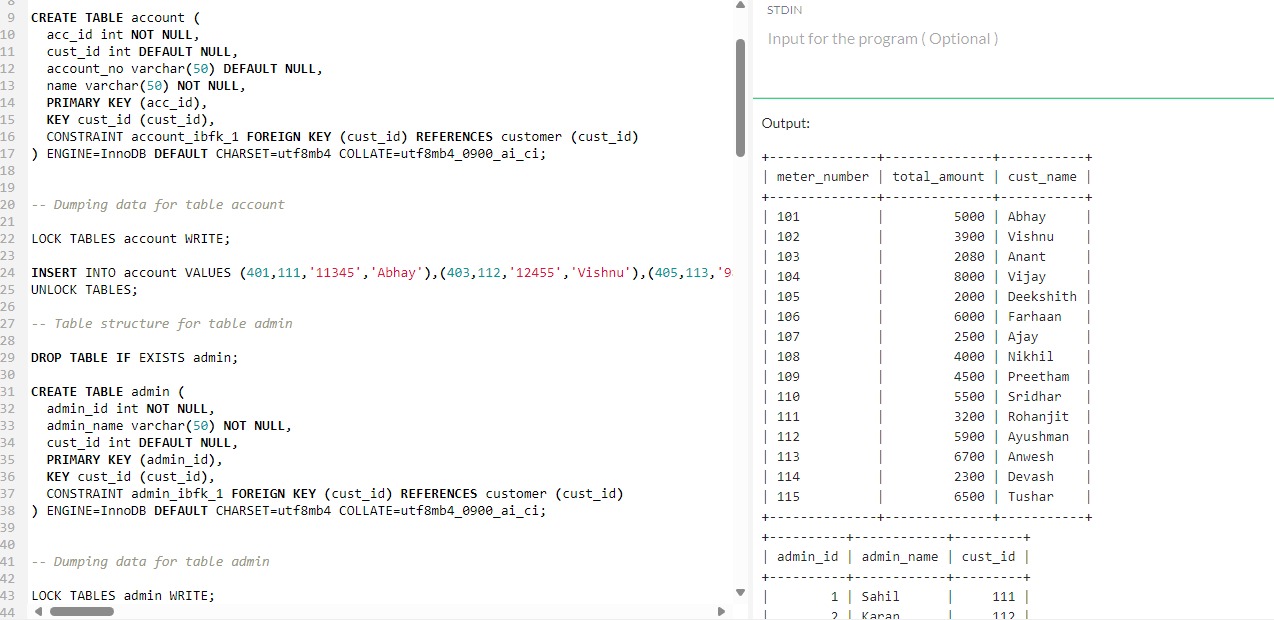 8
9 CREATE TABLE account (
10 acc_id int NOT NULL,
11 cust_id int DEFAULT NULL,
12 account_no varchar(50) DEFAULT NULL,
13 name varchar(50) NOT NULL,
14 PRIMARY KEY (acc_id),
15 KEY cust_id (cust_id),
16 CONSTRAINT account_ibfk_1 FOREIGN KEY (cust_id) REFERENCES customer (cust_id)
17 ) ENGINE=InnoDB DEFAULT CHARSET=utf8mb4 COLLATE=utf8mb4_0900_ai_ci;
18
19
20 -- Dumping data for table account
21
22 LOCK TABLES account WRITE;
23
24 INSERT INTO account VALUES (401,111,'11345','Abhay'),(403,112,'12455','Vishnu'),(405,113,'9
25 UNLOCK TABLES;
26
27 -- Table structure for table admin
28
29 DROP TABLE IF EXISTS admin;
30
31 CREATE TABLE admin (
32 admin_id int NOT NULL,
33 admin_name varchar(50) NOT NULL,
34 cust_id int DEFAULT NULL,
35 PRIMARY KEY (admin_id),
36 KEY cust_id (cust_id),
37 CONSTRAINT admin_ibfk_1 FOREIGN KEY (cust_id) REFERENCES customer (cust_id)
38 ) ENGINE=InnoDB DEFAULT CHARSET=utf8mb4 COLLATE=utf8mb4_0900_ai_ci;
39
40
41 -- Dumping data for table admin
42
43 LOCK TABLES admin WRITE;
44
STDIN
Input for the program ( Optional )
Output:
+--------------+--------------+-----------+
| meter_number | total_amount | cust_name |
+--------------+--------------+-----------+
| 101 | 5000 | Abhay |
| 102 | 3900 | Vishnu |
| 103 | 2080 | Anant |
| 104 | 8000 | Vijay |
| 105 | 2000 | Deekshith |
| 106 | 6000 | Farhaan |
| 107 | 2500 | Ajay |
| 108 | 4000 | Nikhil |
| 109 | 4500 | Preetham |
| 110 | 5500 | Sridhar |
| 111 | 3200 | Rohanjit |
| 112 | 5900 | Ayushman |
| 113 | 6700 | Anwesh |
| 114 | 2300 | Devash |
| 115 | 6500 | Tushar |
+--------------+--------------+-----------+
+----------+------------+---------+
| admin_id | admin_name | cust_id |
+----------+------------+---------+
| 1 | Sahil | 111 |
| 2 | Karan | 112 |